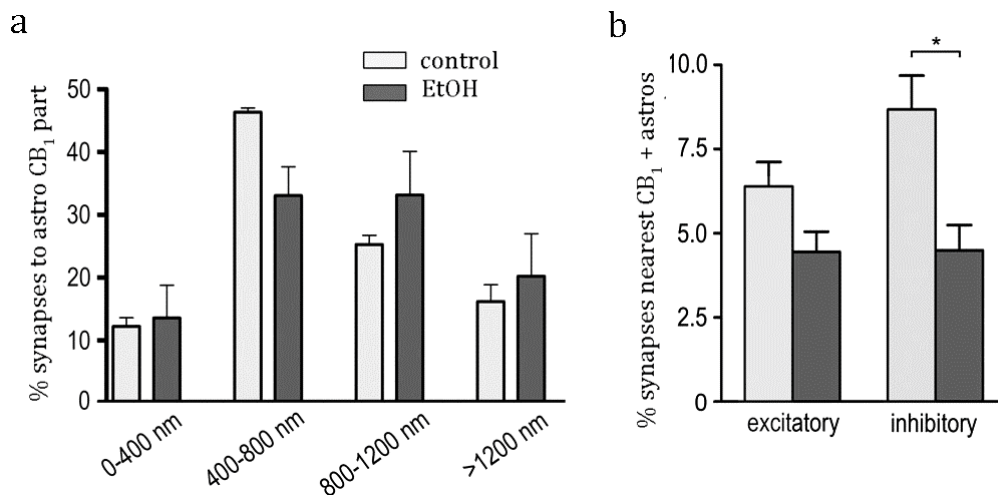 a
control
EtOH
% synapses to astro CB₁ part
50
40
30
20
10
0
0-400 nm
400-800 nm
800-1200 nm
>1200 nm
b
*
% synapses nearest CB₁ + astros
10.0
7.5
5.0
2.5
0
excitatory
inhibitory